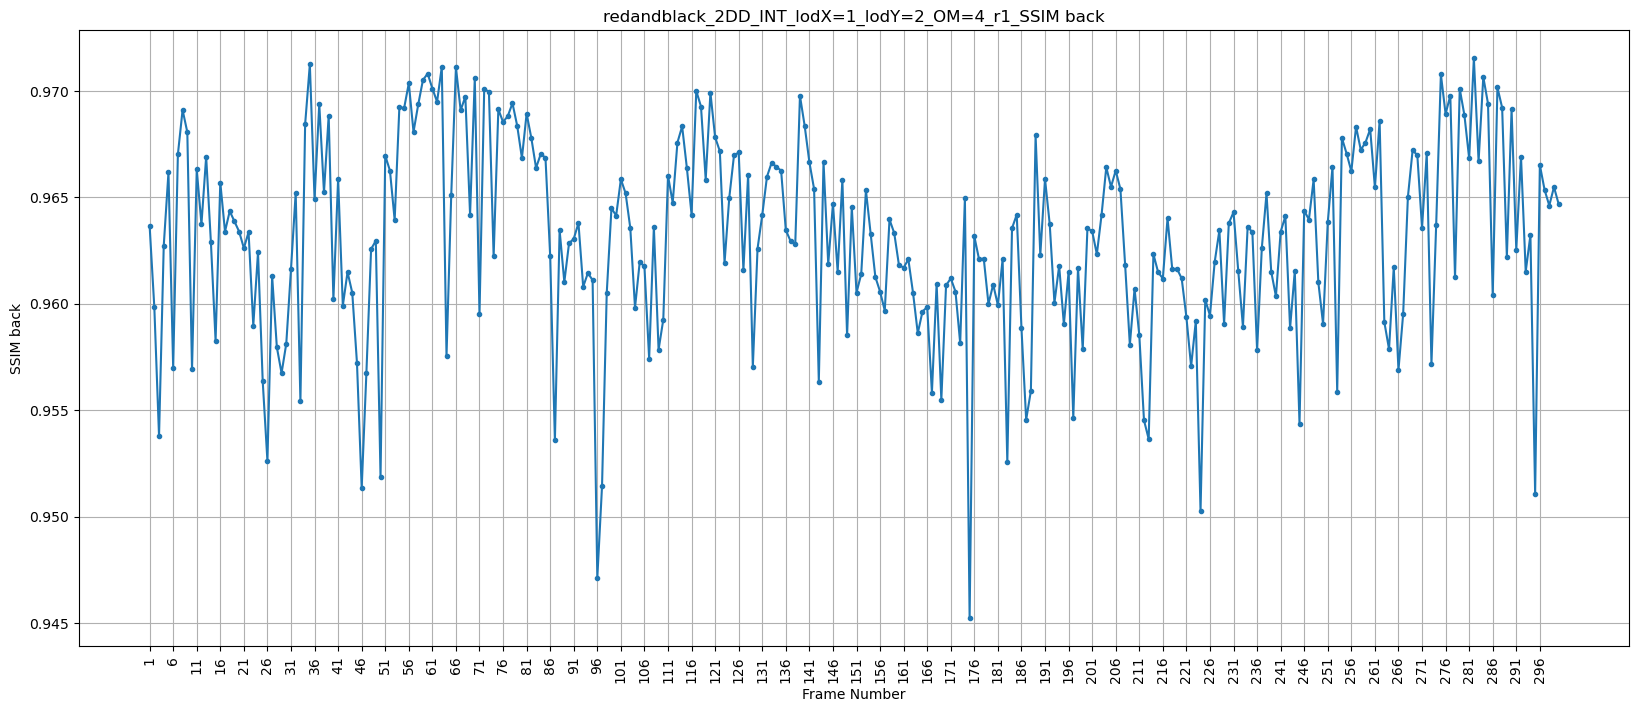 redandblack_2DD_INT_lodX=1_lodY=2_OM=4_r1_SSIM back
SSIM back
0.970
0.965
0.960
0.955
0.950
0.945
1 6 11 16 21 26 31 36 41 46 51 56 61 66 71 76 81 86 91 96 101 106 111 116 121 126 131 136 141 146 151 156 161 166 171 176 181 186 191 196 201 206 211 216 221 226 231 236 241 246 251 256 261 266 271 276 281 286 291 296
Frame Number